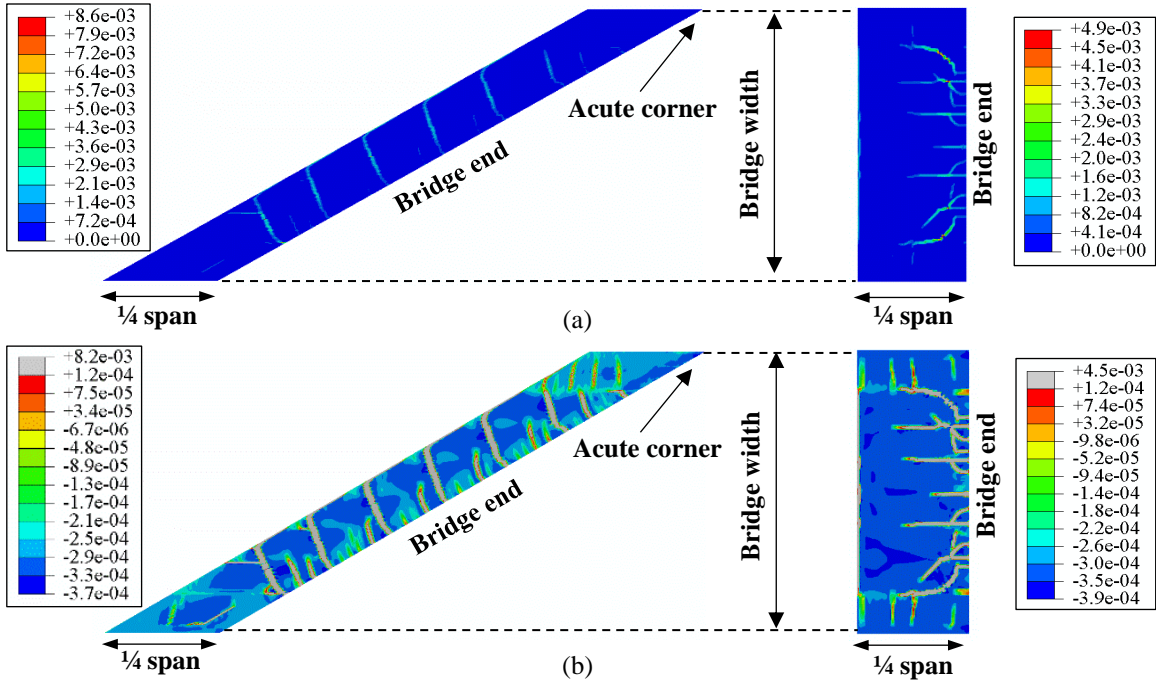 +8.6e-03
+7.9e-03
+7.2e-03
+6.4e-03
+5.7e-03
+5.0e-03
+4.3e-03
+3.6e-03
+2.9e-03
+2.1e-03
+1.4e-03
+7.2e-04
+0.0e+00
Acute corner
Bridge end
¼ span
Bridge width
Bridge end
¼ span
+4.9e-03
+4.5e-03
+4.1e-03
+3.7e-03
+3.3e-03
+2.9e-03
+2.4e-03
+2.0e-03
+1.6e-03
+1.2e-03
+8.2e-04
+4.1e-04
+0.0e+00
(a)
+8.2e-03
+1.2e-04
+7.5e-05
+3.4e-05
-6.7e-06
-4.8e-05
-8.9e-05
-1.3e-04
-1.7e-04
-2.1e-04
-2.5e-04
-2.9e-04
-3.3e-04
-3.7e-04
Acute corner
Bridge end
¼ span
Bridge width
Bridge end
¼ span
+4.5e-03
+1.2e-04
+7.4e-05
+3.2e-05
-9.8e-06
-5.2e-05
-9.4e-05
-1.4e-04
-1.8e-04
-2.2e-04
-2.6e-04
-3.0e-04
-3.5e-04
-3.9e-04
(b)